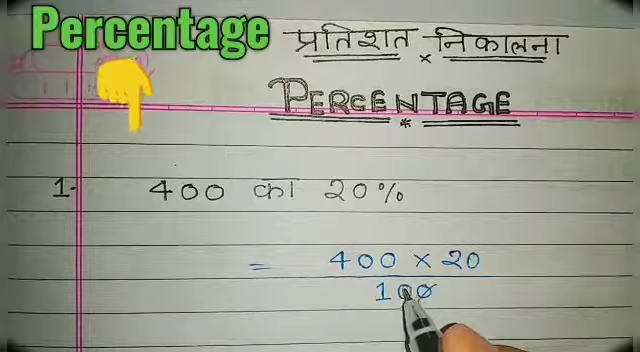 Percentage
प्रतिशत × निकालना
PERCENTAGE
*
1. 400 का 20%
= 400 × 20
100